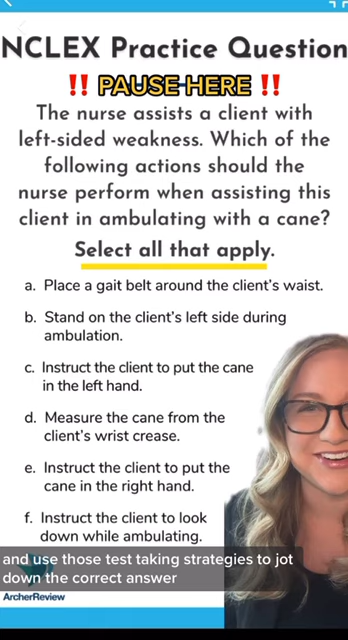 NCLEX Practice Question
‼️ PAUSE HERE ‼️
The nurse assists a client with
left-sided weakness. Which of the
following actions should the
nurse perform when assisting this
client in ambulating with a cane?
Select all that apply.
a. Place a gait belt around the client's waist.
b. Stand on the client's left side during
ambulation.
c. Instruct the client to put the cane
in the left hand.
d. Measure the cane from the
client's wrist crease.
e. Instruct the client to put the
cane in the right hand.
f. Instruct the client to look
down while ambulating.
and use those test taking strategies to jot
down the correct answer
ArcherReview